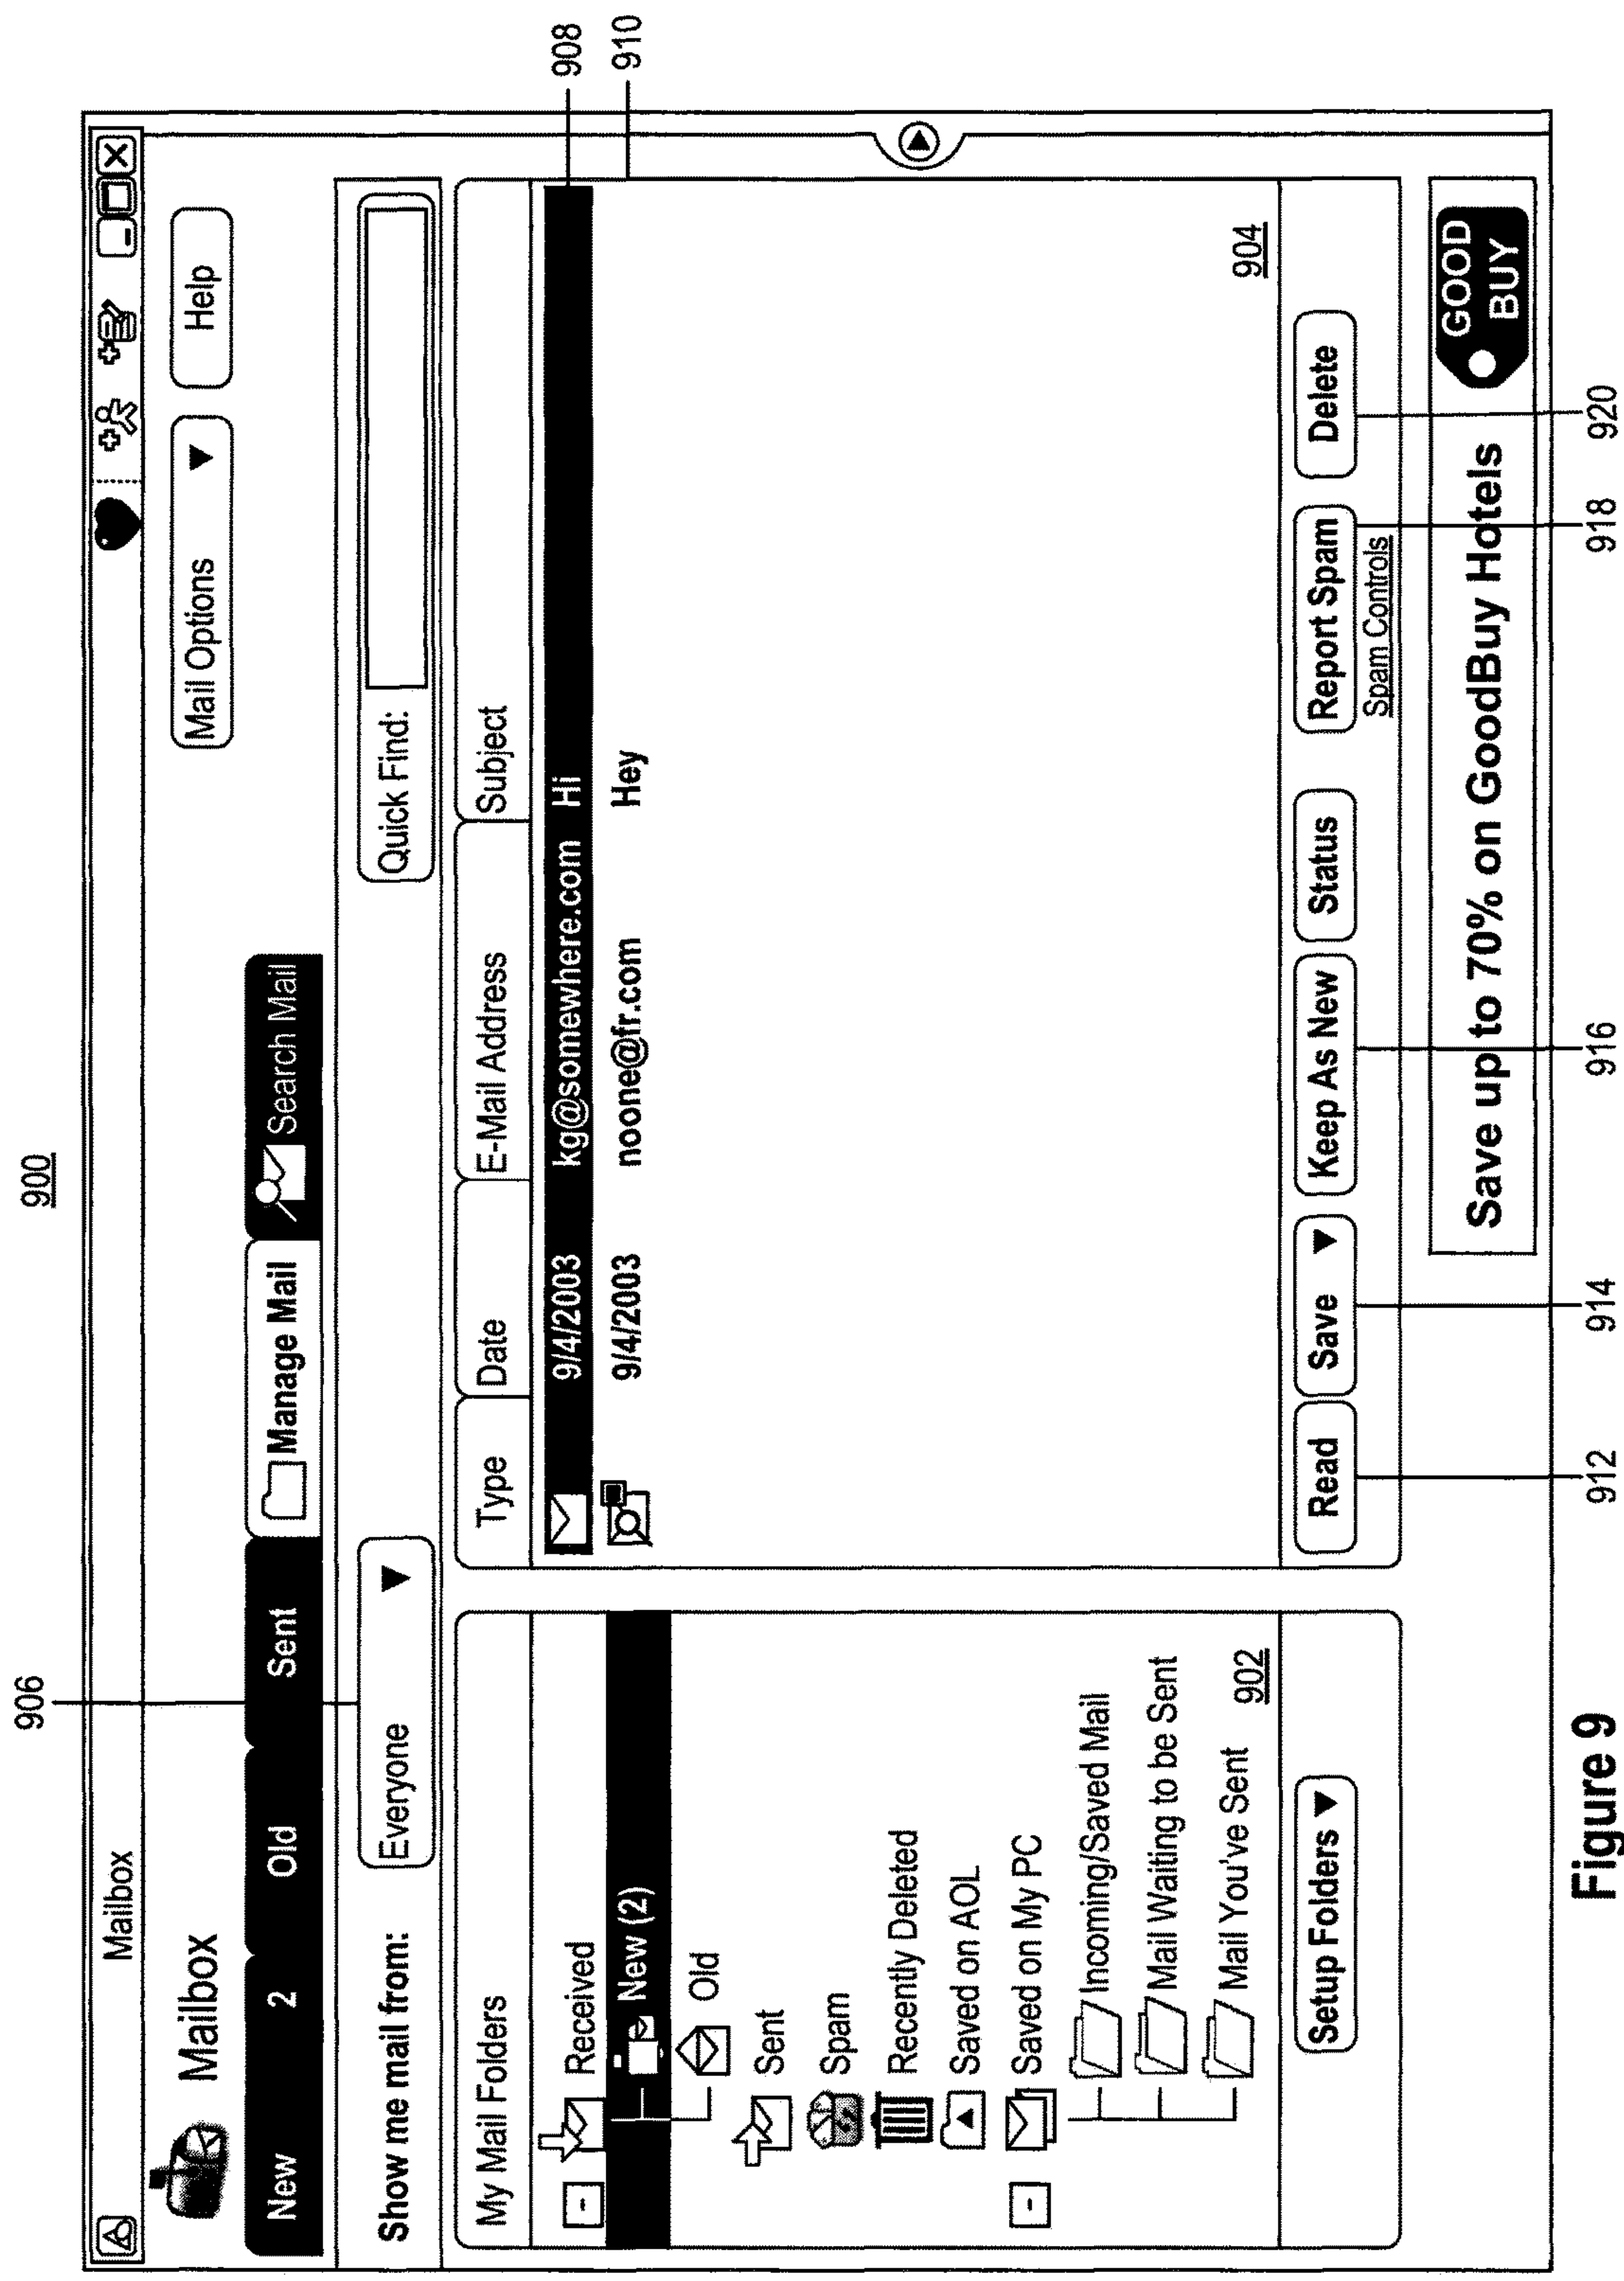 900
906
Mailbox
Mailbox
Mail Options
Help
New 2 Old Sent Manage Mail Search Mail
Show me mail from: Everyone
Quick Find:
My Mail Folders
Type Date E-Mail Address Subject
Received
9/4/2003 kg@somewhere.com Hi
908
New (2)
9/4/2003 noone@fr.com Hey
910
Old
Sent
Spam
Recently Deleted
Saved on AOL
Saved on My PC
Incoming/Saved Mail
Mail Waiting to be Sent
Mail You've Sent
902
904
Setup Folders
Read Save Keep As New Status Report Spam Delete
Spam Controls
Save up to 70% on GoodBuy Hotels
GOOD
BUY
912 914 916 918 920
Figure 9